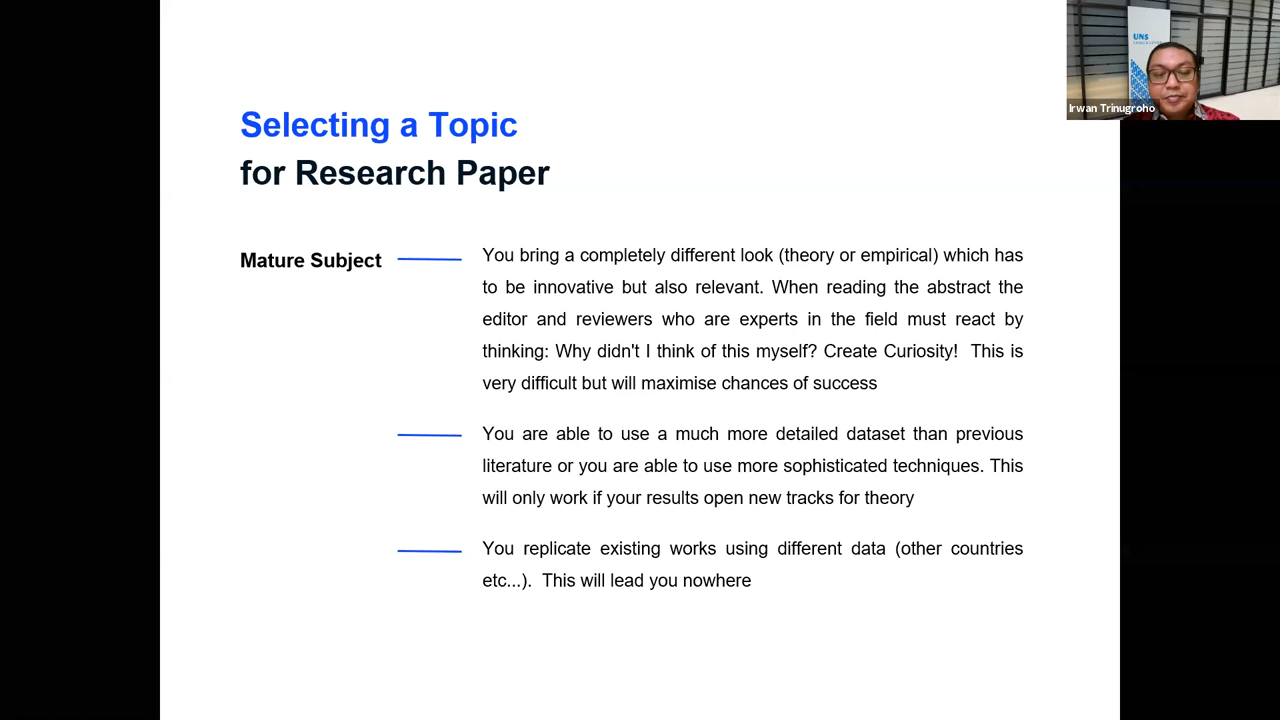 UNS
Irwan Trinugroho
Selecting a Topic
for Research Paper
Mature Subject
You bring a completely different look (theory or empirical) which has
to be innovative but also relevant. When reading the abstract the
editor and reviewers who are experts in the field must react by
thinking: Why didn't I think of this myself? Create Curiosity!  This is
very difficult but will maximise chances of success
You are able to use a much more detailed dataset than previous
literature or you are able to use more sophisticated techniques. This
will only work if your results open new tracks for theory
You replicate existing works using different data (other countries
etc...).  This will lead you nowhere